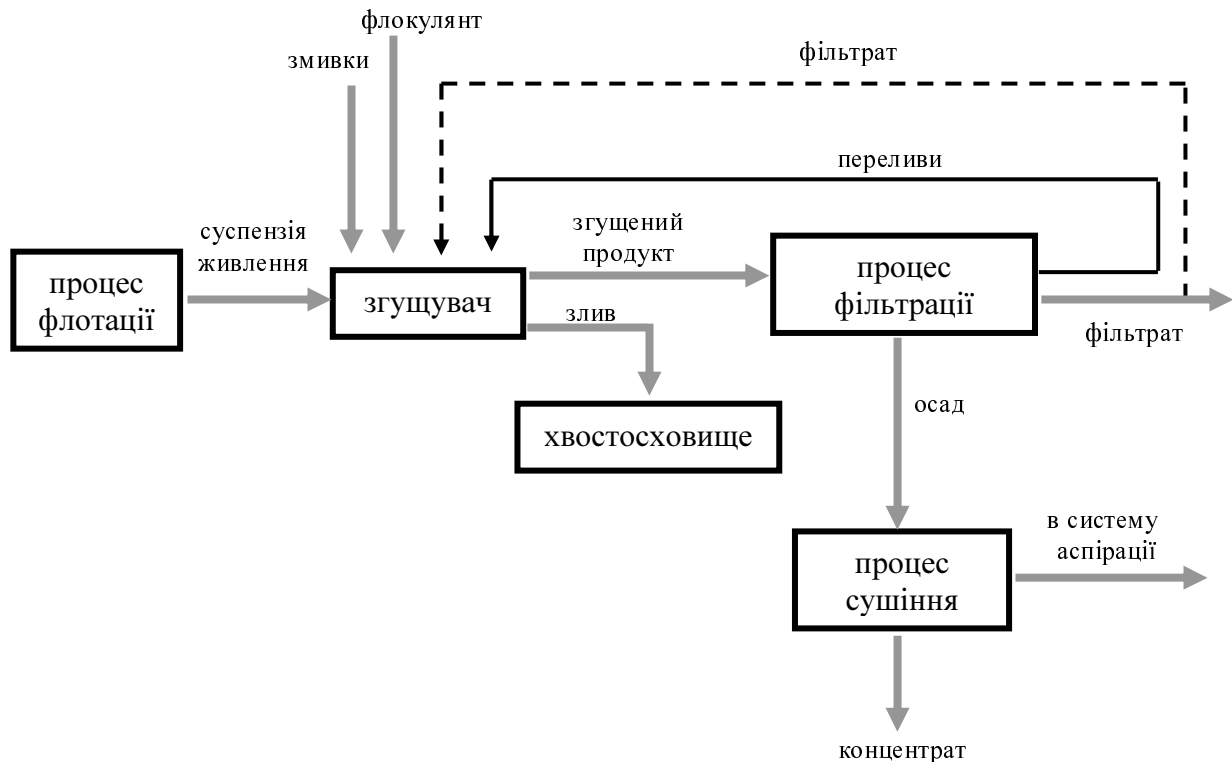 флокулянт
змивки
фільтрат
переливи
суспензія
живлення
згущений
продукт
процес
флотації
згущувач
процес
фільтрації
злив
фільтрат
хвостосховище
осад
в систему
аспірації
процес
сушіння
концентрат